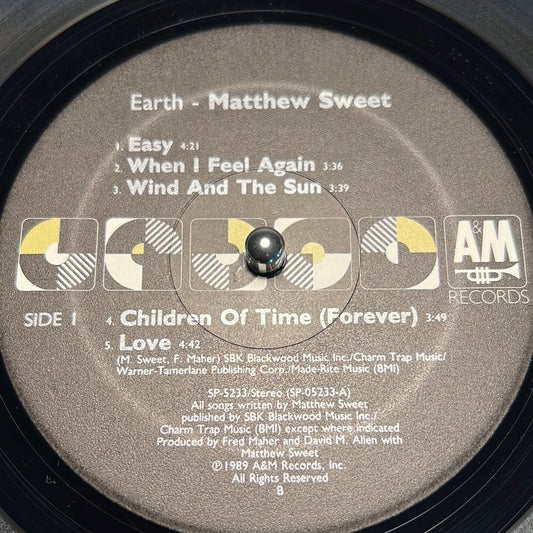 Earth - Matthew Sweet
1. Easy 4:21
2. When I Feel Again 3:36
3. Wind And The Sun 3:39
A&M
RECORDS
SIDE 1
4. Children Of Time (Forever) 3:49
5. Love 4:42
(M. Sweet, F. Maher) SBK Blackwood Music Inc./Charm Trap Music/
Warner-Tamerlane Publishing Corp./Made-Rite Music (BMI)
SP-5233/Stereo (SP-05233-A)
All songs written by Matthew Sweet
published by SBK Blackwood Music Inc./
Charm Trap Music (BMI) except where indicated.
Produced by Fred Maher and David M. Allen with
Matthew Sweet
℗1989 A&M Records, Inc.
All Rights Reserved
B